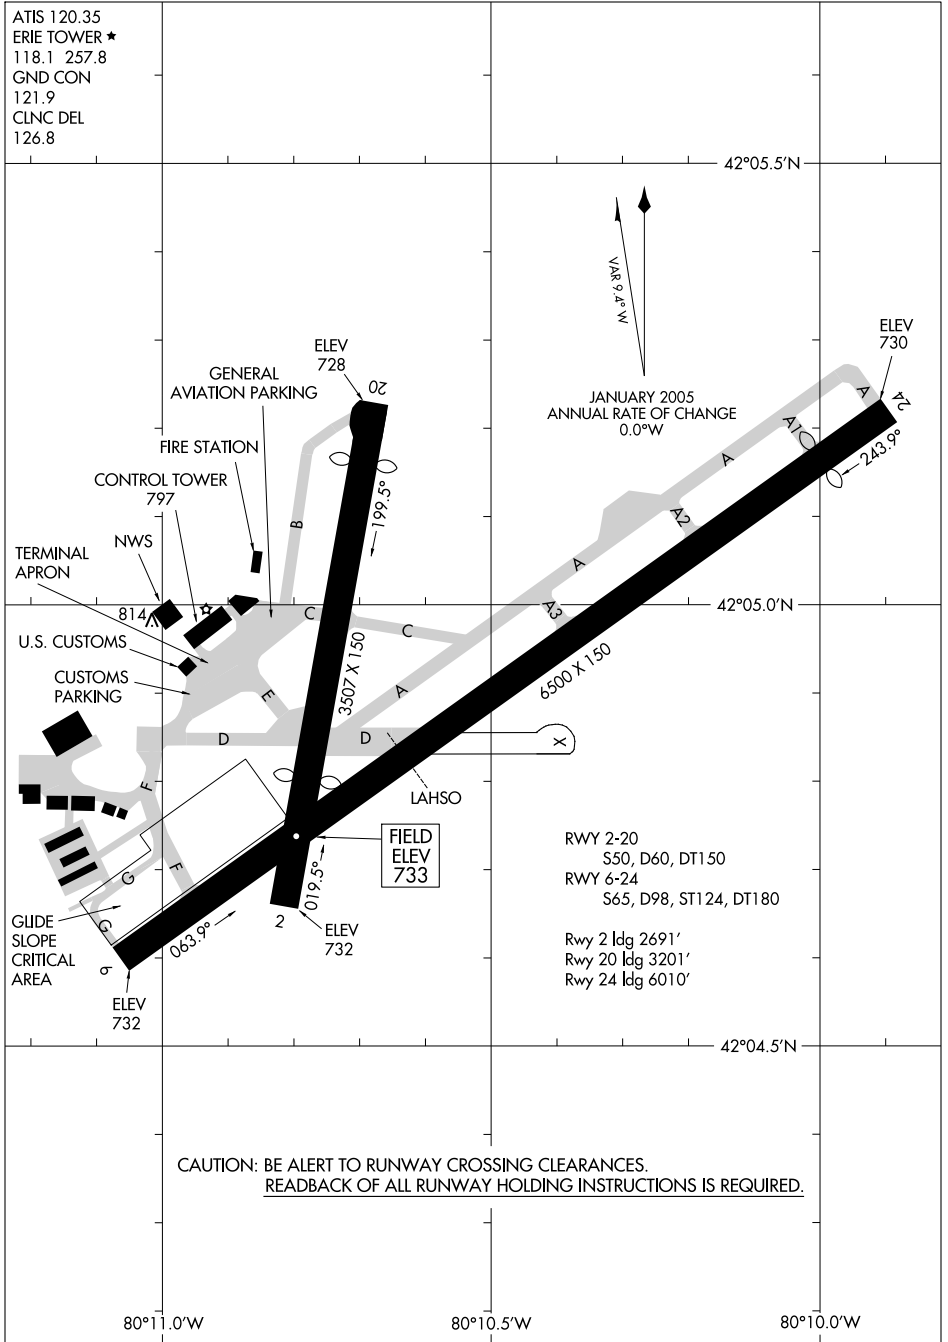 ATIS 120.35
ERIE TOWER ★
118.1 257.8
GND CON
121.9
CLNC DEL
126.8
42°05.5'N
VAR 9.4° W
JANUARY 2005
ANNUAL RATE OF CHANGE
0.0°W
ELEV
730
24
243.9°
A
A1
A
A2
A
A3
A
ELEV
728
20
199.5°
GENERAL
AVIATION PARKING
FIRE STATION
CONTROL TOWER
797
NWS
TERMINAL
APRON
814
U.S. CUSTOMS
CUSTOMS
PARKING
B
C
C
42°05.0'N
3507 X 150
6500 X 150
E
D
D
X
LAHSO
F
F
G
G
FIELD
ELEV
733
019.5°
2
ELEV
732
063.9°
6
ELEV
732
GLIDE
SLOPE
CRITICAL
AREA
RWY 2-20
S50, D60, DT150
RWY 6-24
S65, D98, ST124, DT180
Rwy 2 ldg 2691'
Rwy 20 ldg 3201'
Rwy 24 ldg 6010'
42°04.5'N
CAUTION: BE ALERT TO RUNWAY CROSSING CLEARANCES.
READBACK OF ALL RUNWAY HOLDING INSTRUCTIONS IS REQUIRED.
80°11.0'W
80°10.5'W
80°10.0'W